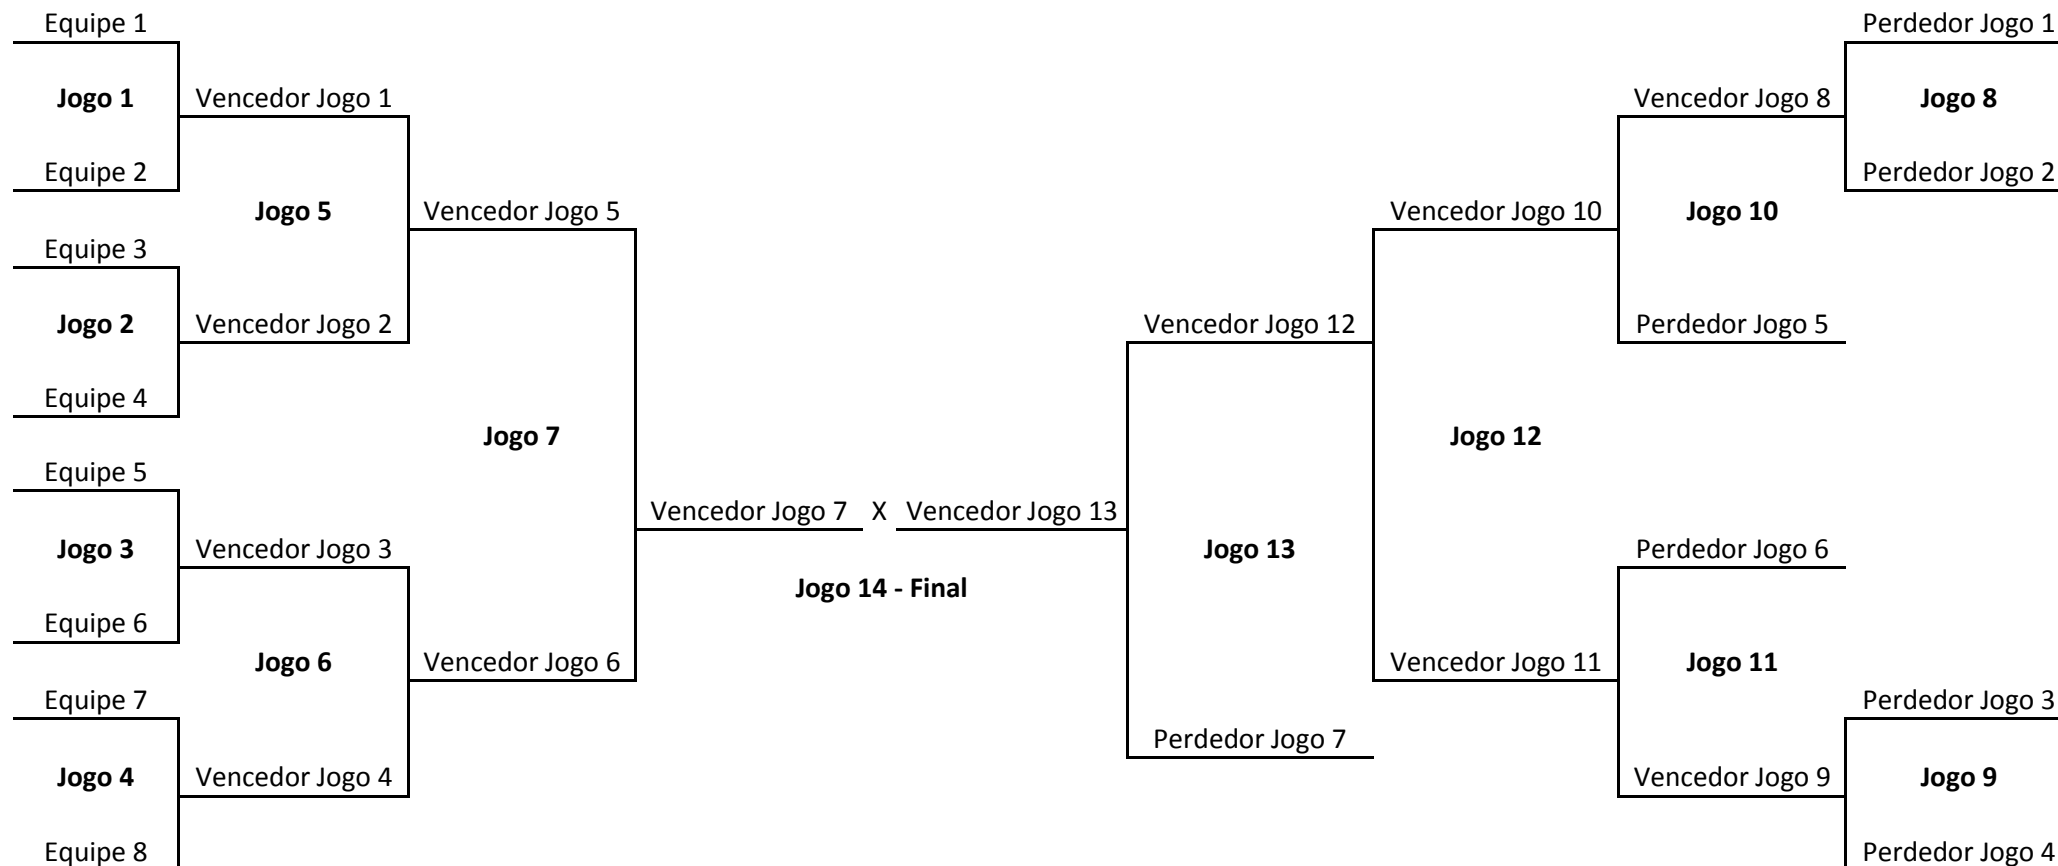 Equipe 1
Perdedor Jogo 1
Jogo 1
Vencedor Jogo 1
Vencedor Jogo 8
Jogo 8
Equipe 2
Perdedor Jogo 2
Jogo 5
Vencedor Jogo 5
Vencedor Jogo 10
Jogo 10
Equipe 3
Jogo 2
Vencedor Jogo 2
Vencedor Jogo 12
Perdedor Jogo 5
Equipe 4
Jogo 7
Jogo 12
Equipe 5
Vencedor Jogo 7 X Vencedor Jogo 13
Jogo 3
Vencedor Jogo 3
Jogo 13
Perdedor Jogo 6
Jogo 14 - Final
Equipe 6
Jogo 6
Vencedor Jogo 6
Vencedor Jogo 11
Jogo 11
Equipe 7
Perdedor Jogo 3
Perdedor Jogo 7
Jogo 4
Vencedor Jogo 4
Vencedor Jogo 9
Jogo 9
Equipe 8
Perdedor Jogo 4